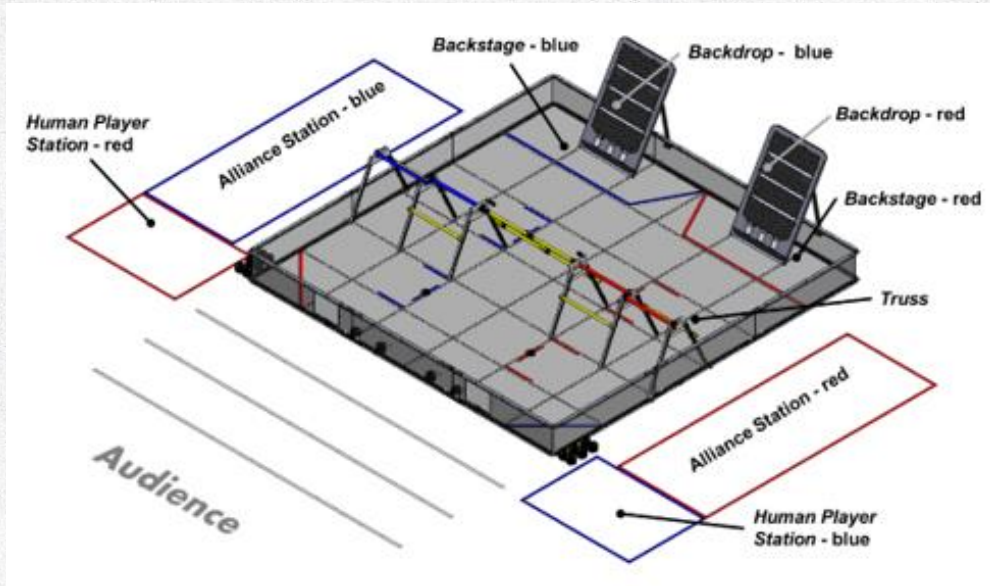 Backstage - blue
Backdrop - blue
Human Player
Station - red
Alliance Station - blue
Backdrop - red
Backstage - red
Truss
Alliance Station - red
Audience
Human Player
Station - blue